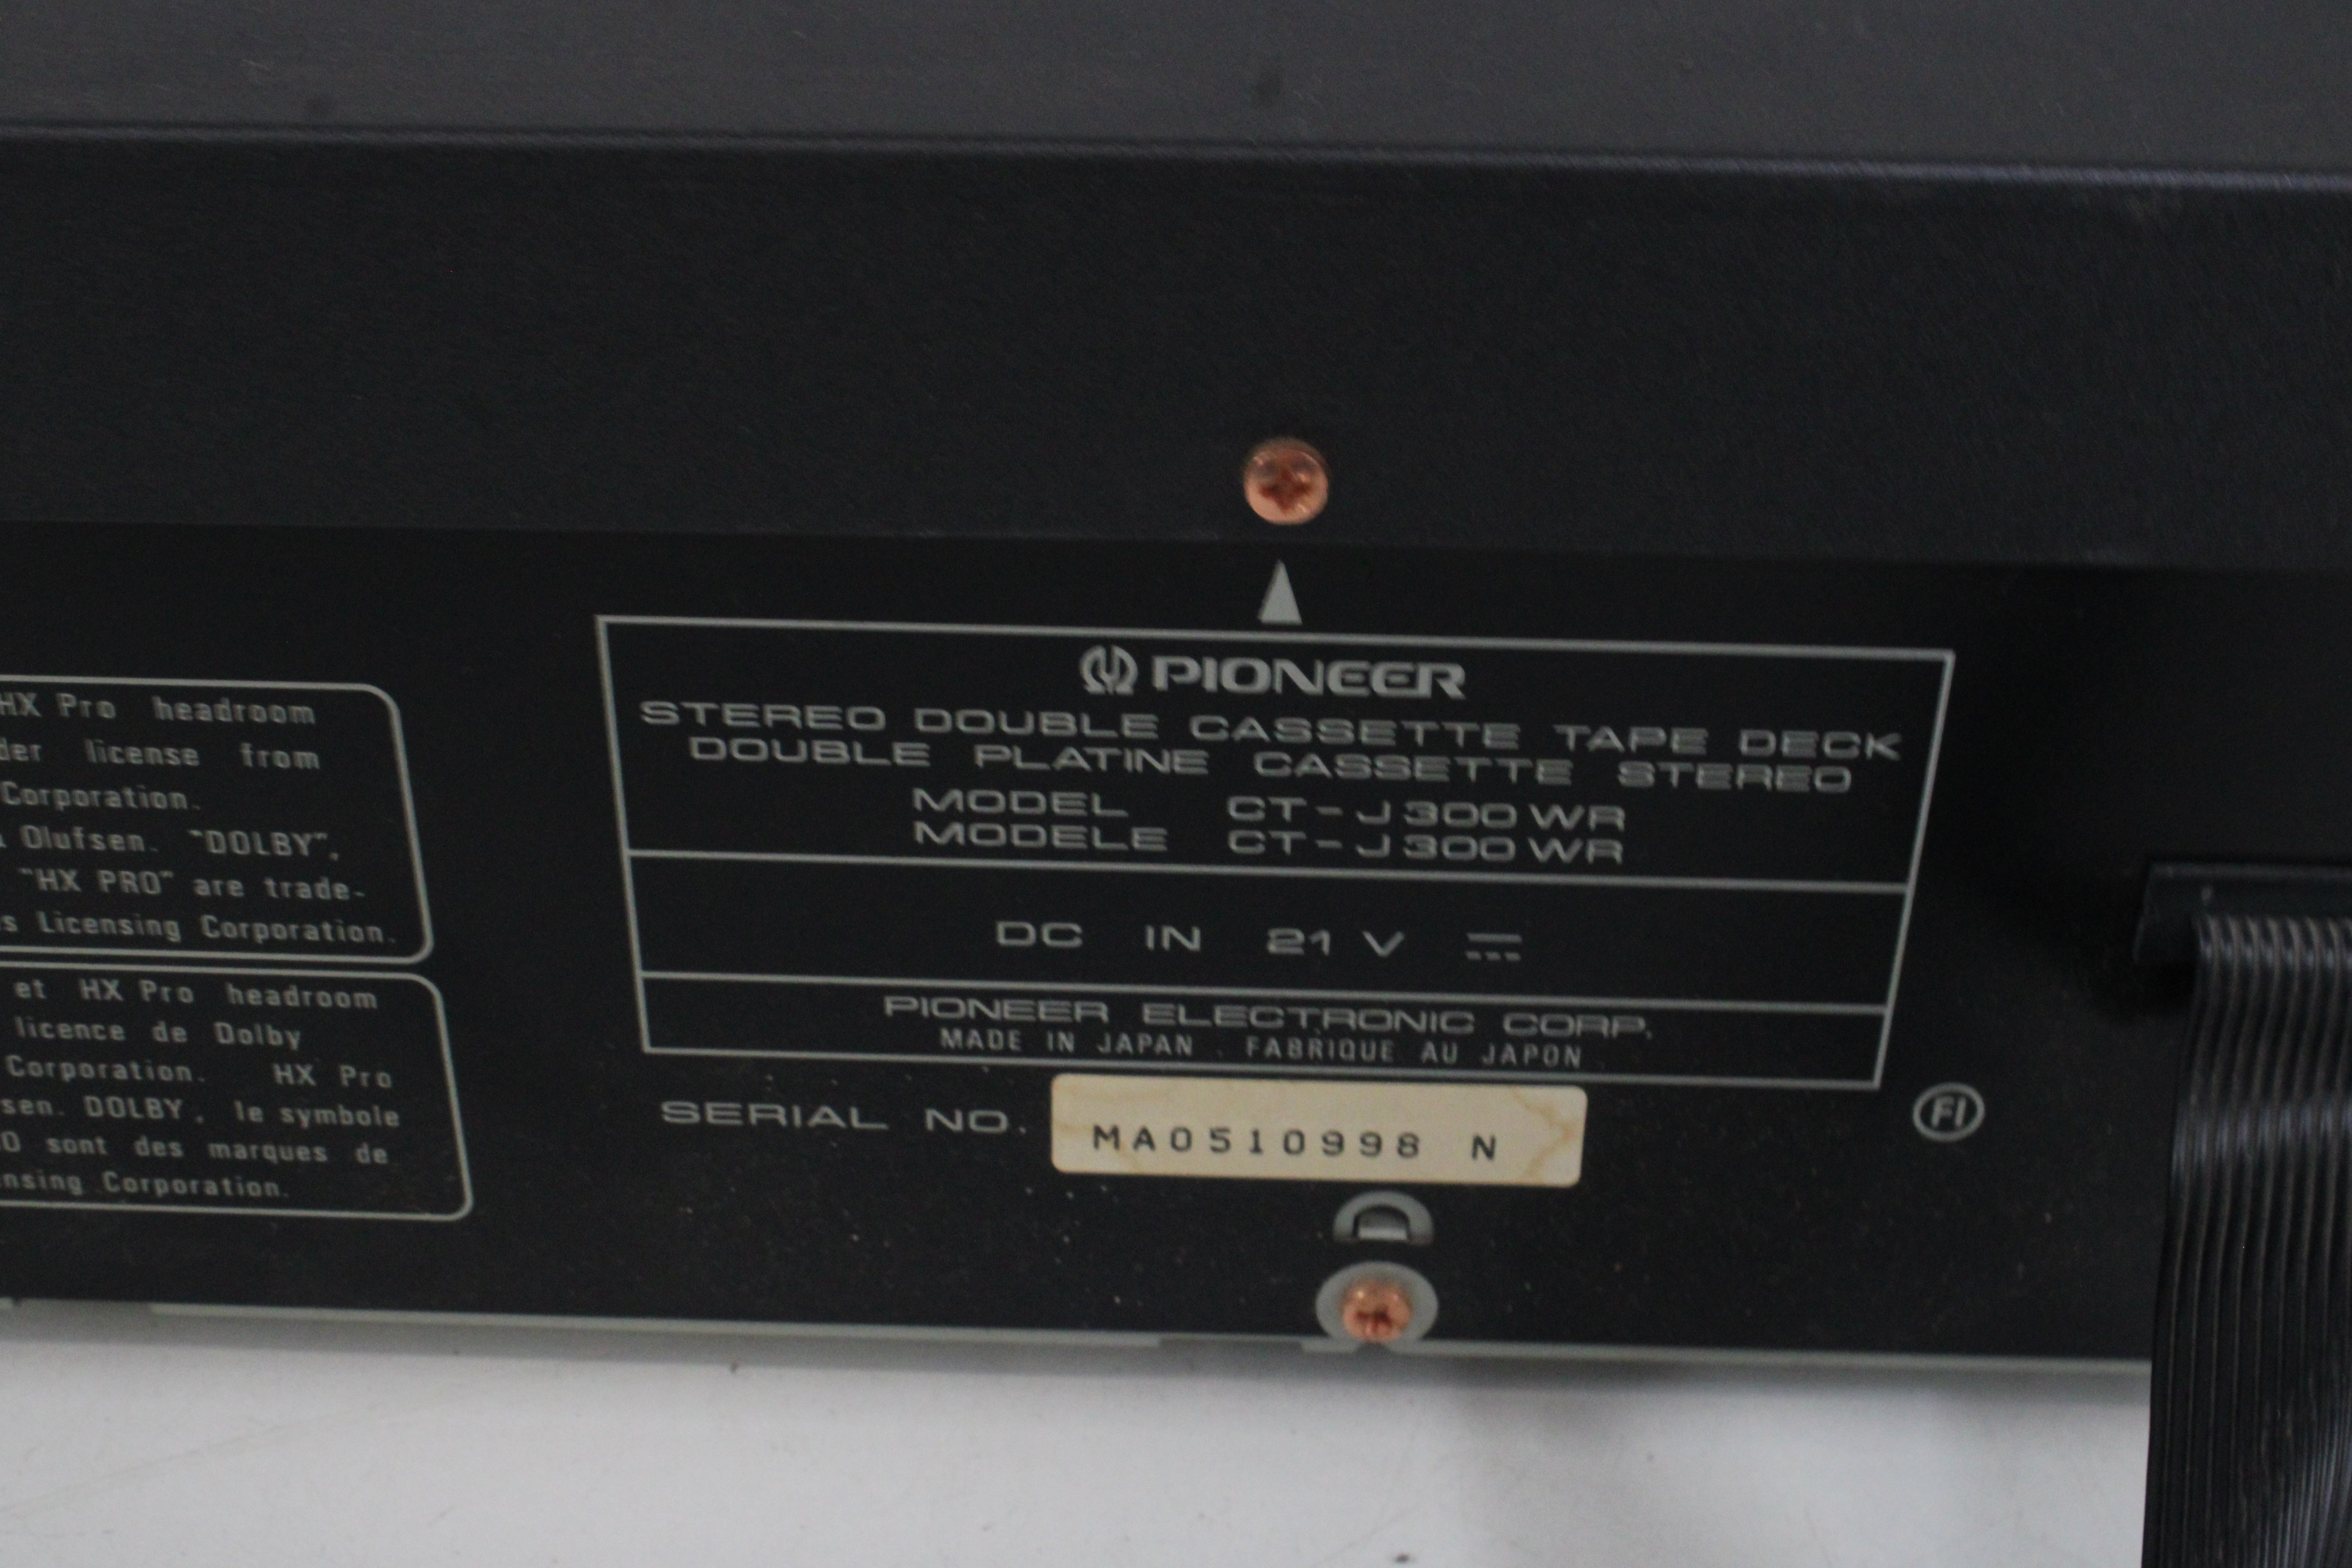 HX Pro headroom
license from
Corporation.
Olufsen. "DOLBY",
"HX PRO" are trade-
Licensing Corporation.
et HX Pro headroom
licence de Dolby
Corporation. HX Pro
DOLBY, le symbole
sont des marques de
Corporation.
PIONEER
STEREO DOUBLE CASSETTE TAPE DECK
DOUBLE PLATINE CASSETTE STEREO
MODEL CT-J300WR
MODELE CT-J300WR
DC IN 21 V ⎓
PIONEER ELECTRONIC CORP.
MADE IN JAPAN . FABRIQUE AU JAPON
SERIAL NO. MA0510998 N
FI